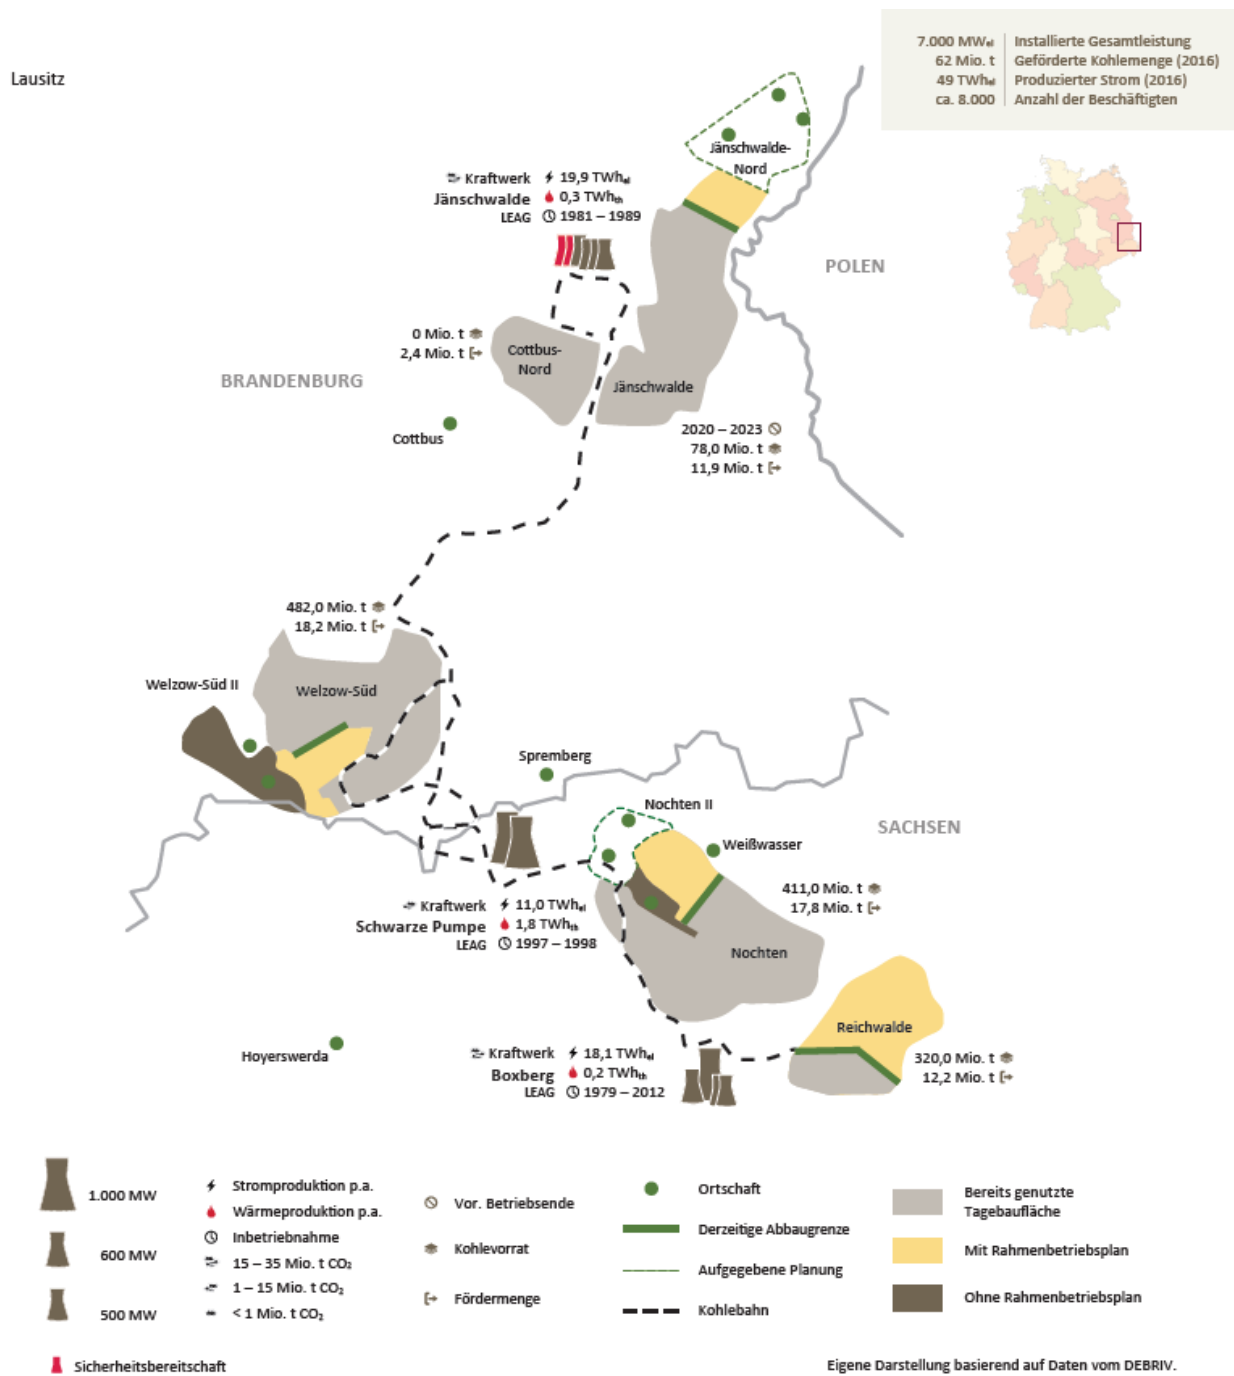 Lausitz
7.000 MWel Installierte Gesamtleistung
62 Mio. t Geförderte Kohlemenge (2016)
49 TWhel Produzierter Strom (2016)
ca. 8.000 Anzahl der Beschäftigten
Jänschwalde-
Nord
Kraftwerk 19,9 TWhel
Jänschwalde 0,3 TWhth
LEAG 1981 – 1989
POLEN
0 Mio. t
2,4 Mio. t
Cottbus-
Nord
Jänschwalde
BRANDENBURG
Cottbus
2020 – 2023
78,0 Mio. t
11,9 Mio. t
482,0 Mio. t
18,2 Mio. t
Welzow-Süd II
Welzow-Süd
Spremberg
Nochten II
SACHSEN
Weißwasser
411,0 Mio. t
17,8 Mio. t
Kraftwerk 11,0 TWhel
Schwarze Pumpe 1,8 TWhth
LEAG 1997 – 1998
Nochten
Reichwalde
Hoyerswerda
Kraftwerk 18,1 TWhel
Boxberg 0,2 TWhth
LEAG 1979 – 2012
320,0 Mio. t
12,2 Mio. t
1.000 MW
600 MW
500 MW
Sicherheitsbereitschaft
Stromproduktion p.a.
Wärmeproduktion p.a.
Inbetriebnahme
15 – 35 Mio. t CO2
1 – 15 Mio. t CO2
< 1 Mio. t CO2
Vor. Betriebsende
Kohlevorrat
Fördermenge
Ortschaft
Derzeitige Abbaugrenze
Aufgegebene Planung
Kohlebahn
Bereits genutzte
Tagebaufläche
Mit Rahmenbetriebsplan
Ohne Rahmenbetriebsplan
Eigene Darstellung basierend auf Daten vom DEBRIV.